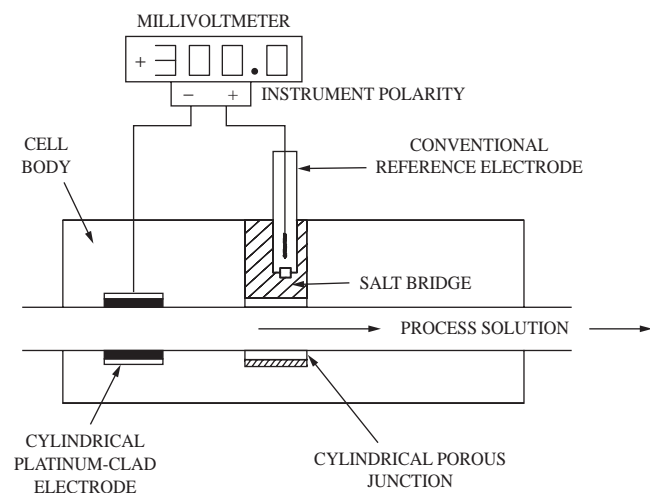 MILLIVOLTMETER
+300.0
− +
INSTRUMENT POLARITY
CELL
BODY
CONVENTIONAL
REFERENCE ELECTRODE
SALT BRIDGE
PROCESS SOLUTION
CYLINDRICAL
PLATINUM-CLAD
ELECTRODE
CYLINDRICAL POROUS
JUNCTION